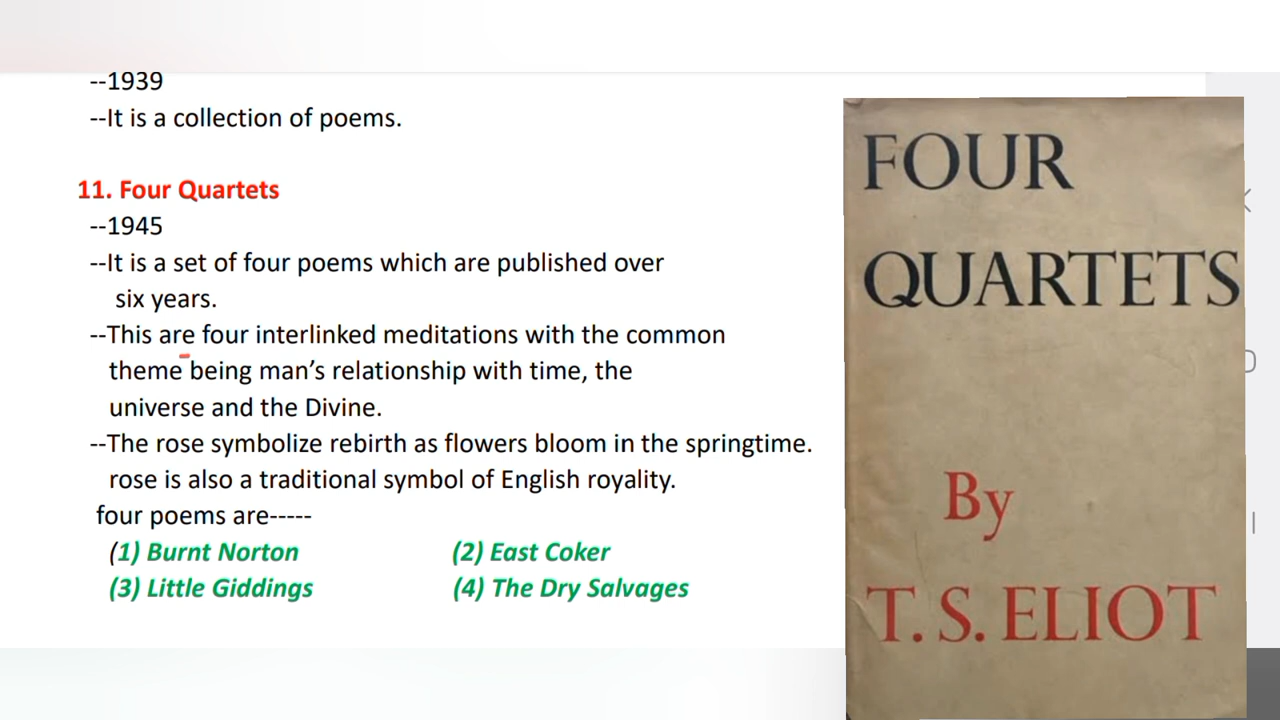 --1939
--It is a collection of poems.
11. Four Quartets
--1945
--It is a set of four poems which are published over
six years.
--This are four interlinked meditations with the common
theme being man's relationship with time, the
universe and the Divine.
--The rose symbolize rebirth as flowers bloom in the springtime.
rose is also a traditional symbol of English royality.
four poems are-----
(1) Burnt Norton (2) East Coker
(3) Little Giddings (4) The Dry Salvages
FOUR
QUARTETS
By
T. S. ELIOT